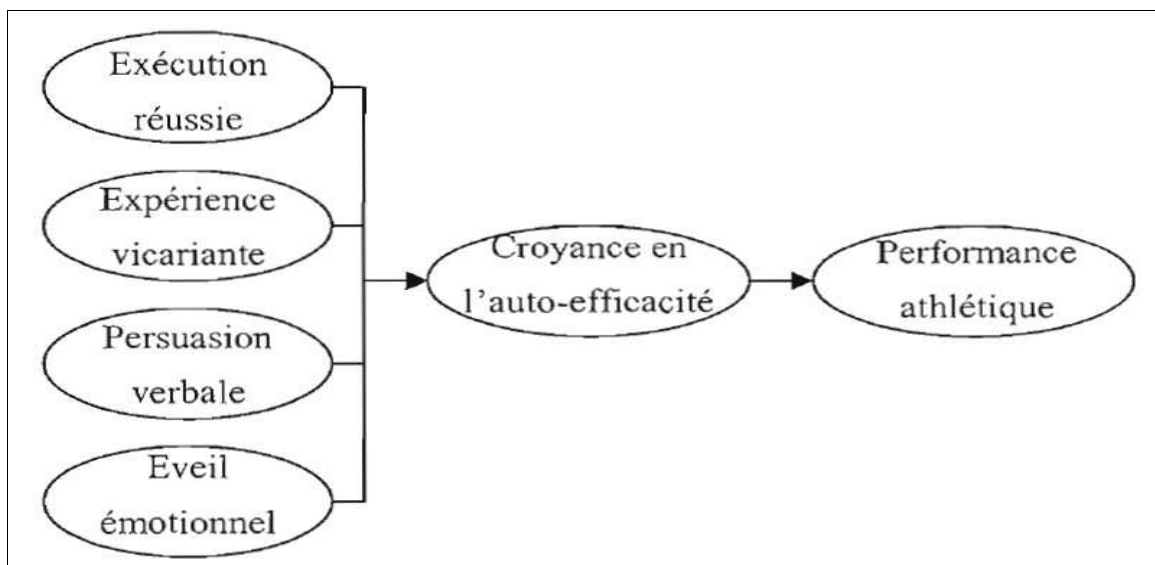 Exécution
réussie
Expérience
vicariante
Persuasion
verbale
Eveil
émotionnel
Croyance en
l'auto-efficacité
Performance
athlétique